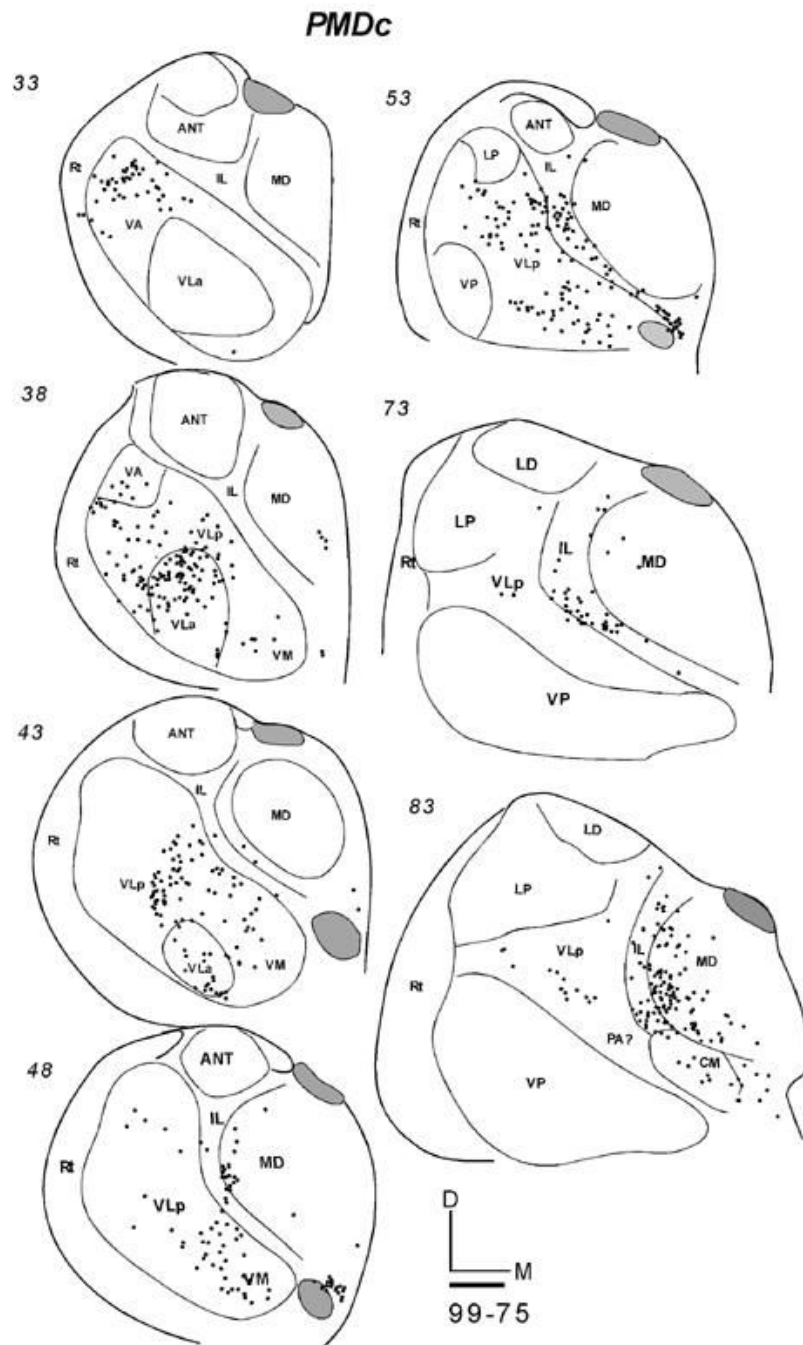 PMDc
33
ANT
Rt
IL
MD
VA
VLa
38
ANT
VA
IL
MD
VLp
Rt
VLa
VM
43
ANT
IL
Rt
MD
VLp
VLa
VM
48
ANT
IL
Rt
MD
VLp
VM
53
ANT
LP
IL
Rt
MD
VLp
VP
73
LD
LP
IL
Rt
MD
VLp
VP
83
LD
LP
VLp
IL
MD
Rt
PA?
CM
VP
D
M
99-75